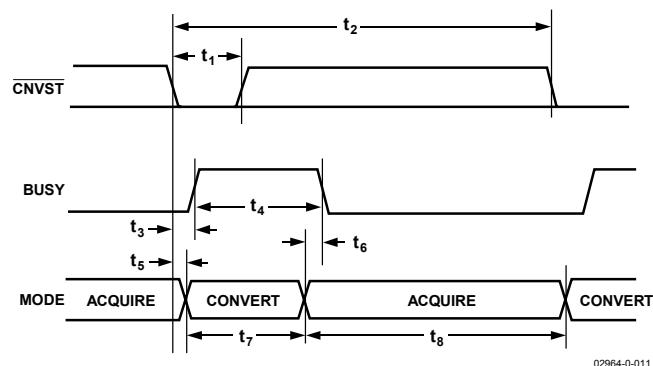 t2
t1
CNVST
BUSY
t4
t3
t6
t5
MODE ACQUIRE CONVERT ACQUIRE CONVERT
t7 t8
02964-0-011